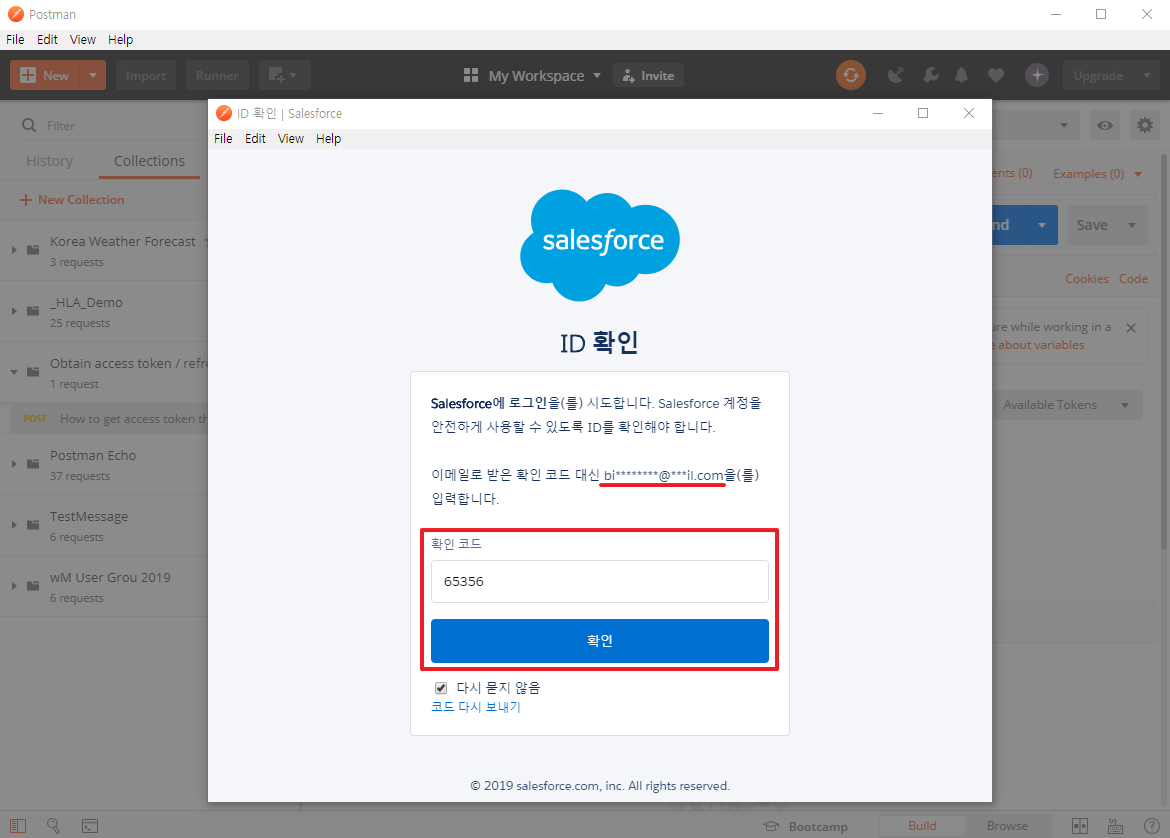 Postman
File Edit View Help
New Import Runner My Workspace Invite Upgrade
ID 확인 | Salesforce
File Edit View Help
Filter
History Collections
New Collection
Korea Weather Forecast
3 requests
_HLA_Demo
25 requests
Obtain access token / refre
1 request
POST How to get access token th
Postman Echo
37 requests
TestMessage
6 requests
wM User Grou 2019
6 requests
salesforce
ID 확인
Salesforce에 로그인을(를) 시도합니다. Salesforce 계정을
안전하게 사용할 수 있도록 ID를 확인해야 합니다.
이메일로 받은 확인 코드 대신 bi********@***il.com을(를)
입력합니다.
확인 코드
65356
확인
다시 묻지 않음
코드 다시 보내기
© 2019 salesforce.com, inc. All rights reserved.
ents (0) Examples (0)
nd Save
Cookies Code
ure while working in a
e about variables
Available Tokens
Bootcamp Build Browse